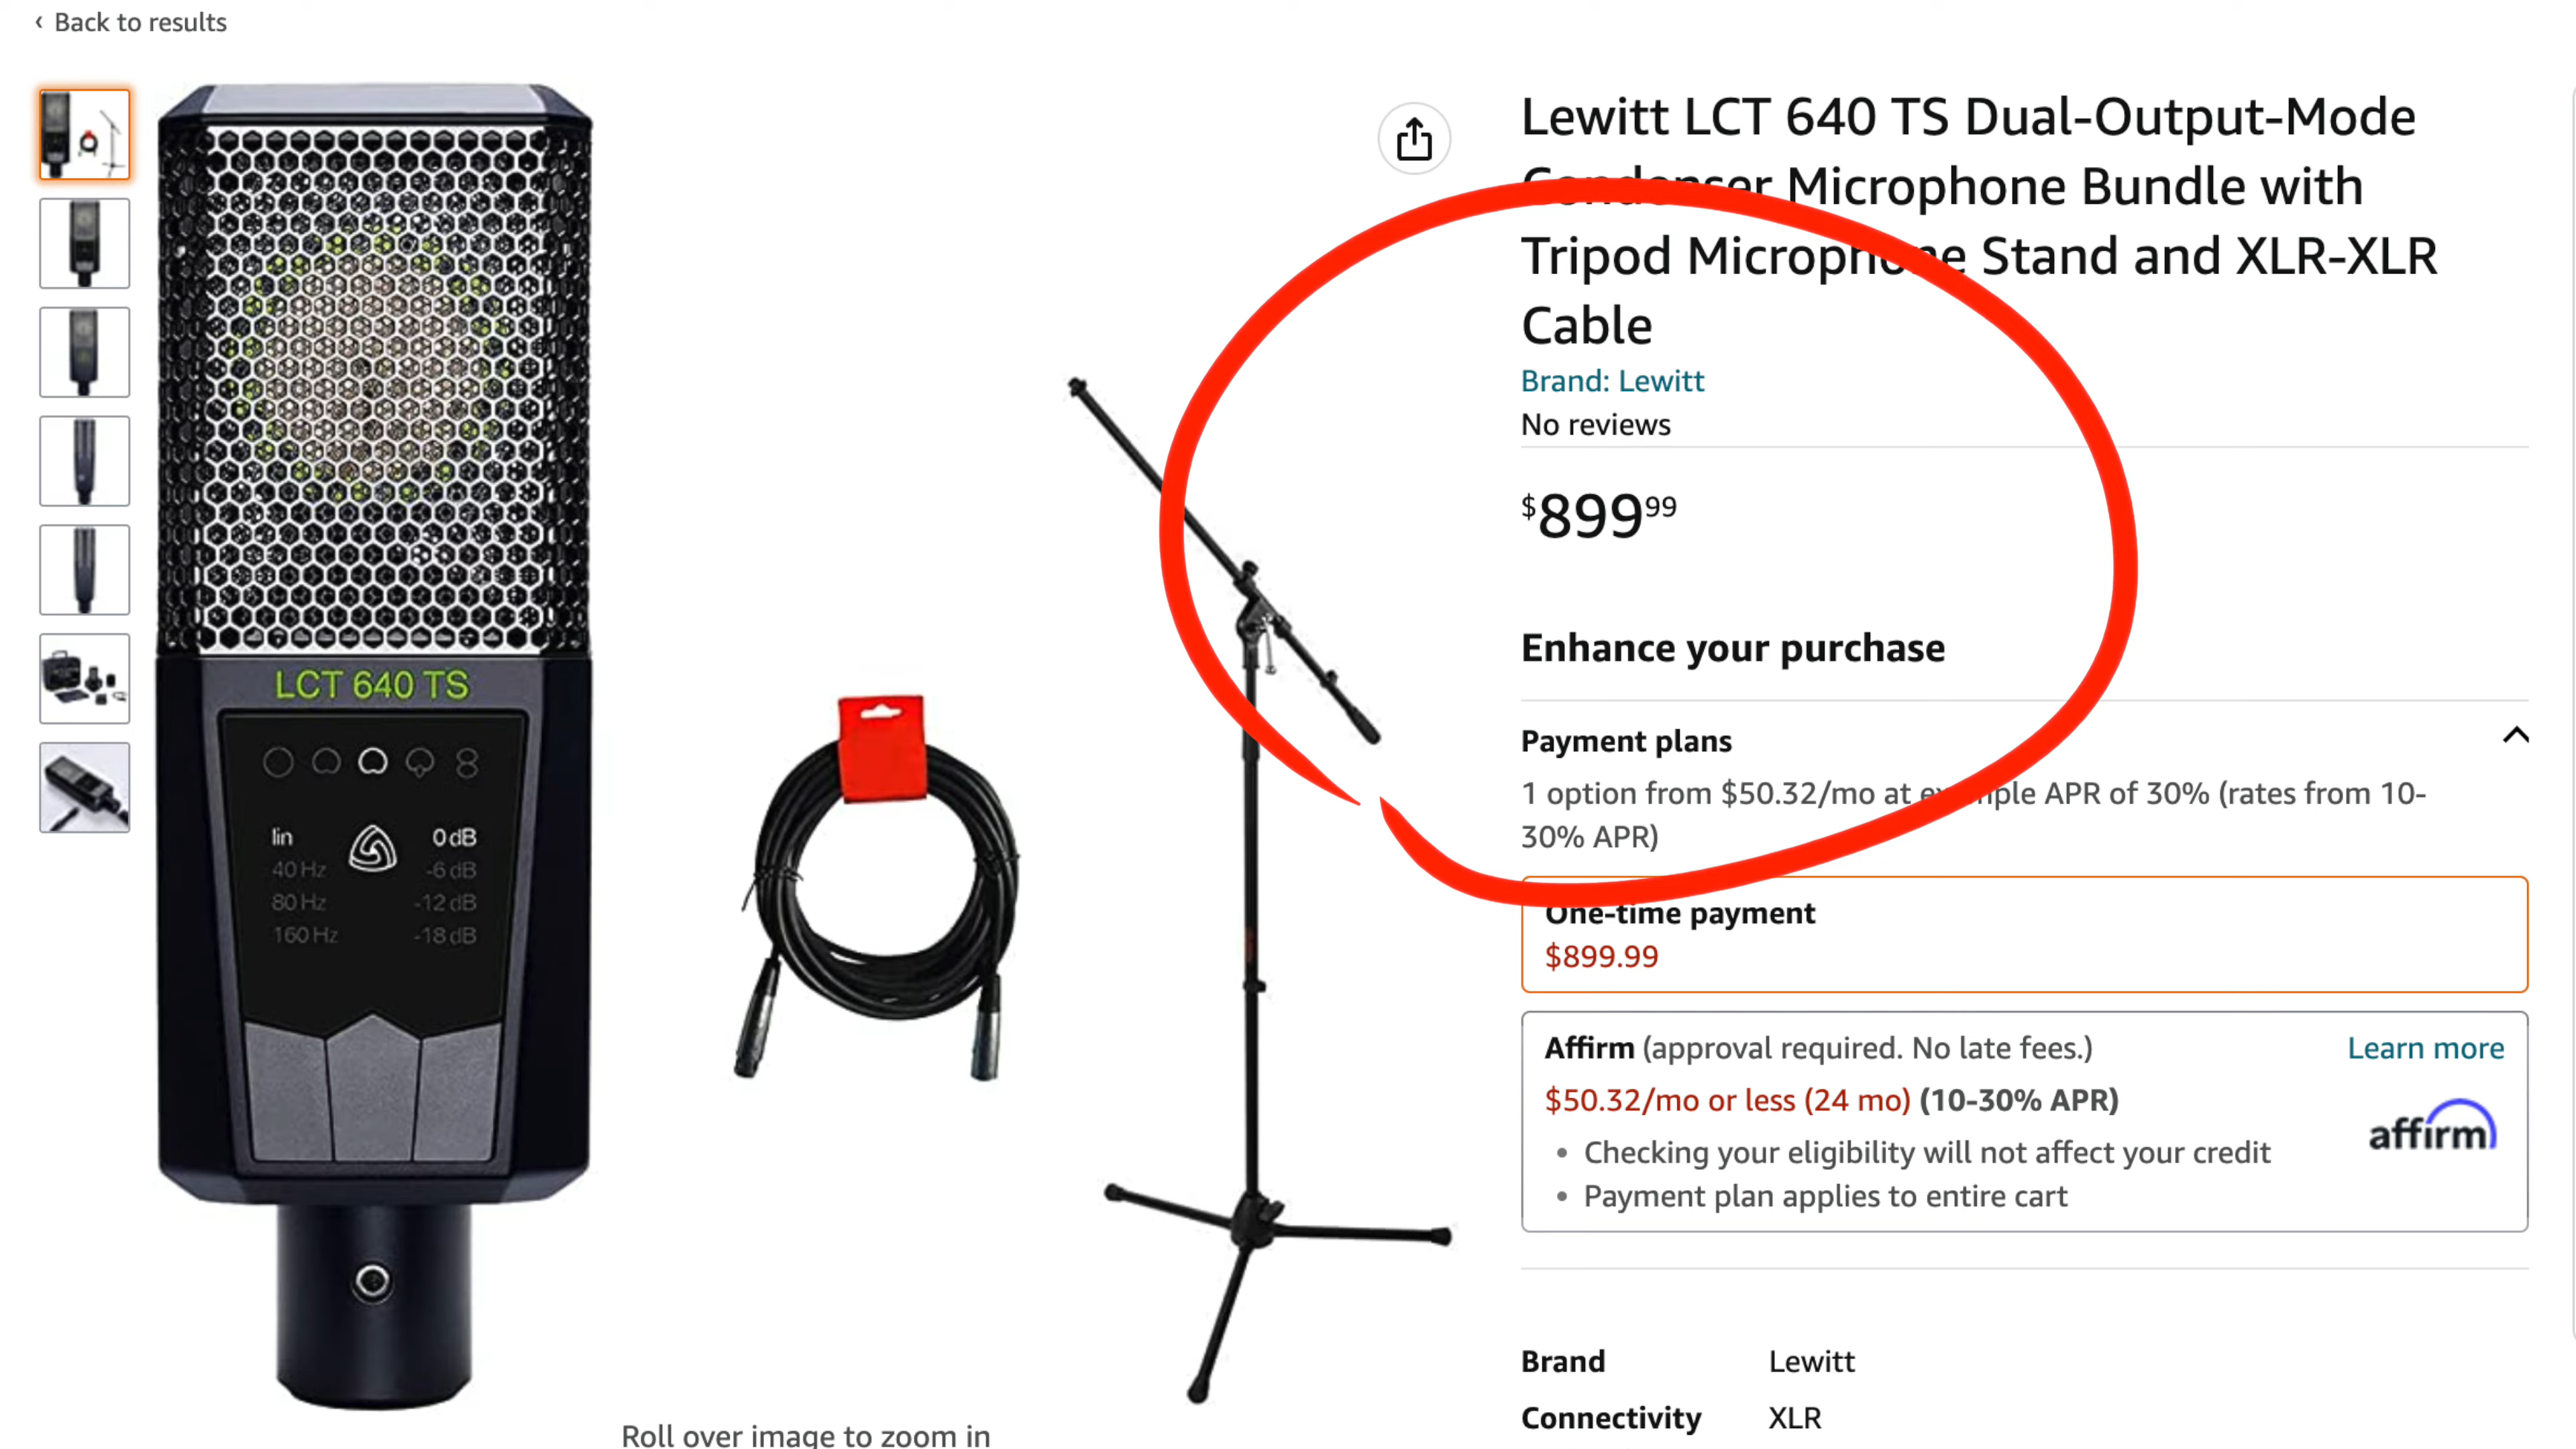 ‹ Back to results
Lewitt LCT 640 TS Dual-Output-Mode
Condenser Microphone Bundle with
Tripod Microphone Stand and XLR-XLR
Cable
Brand: Lewitt
No reviews
$899 99
Enhance your purchase
Payment plans
1 option from $50.32/mo at example APR of 30% (rates from 10-
30% APR)
One-time payment
$899.99
Affirm (approval required. No late fees.) Learn more
$50.32/mo or less (24 mo) (10-30% APR)
affirm
• Checking your eligibility will not affect your credit
• Payment plan applies to entire cart
Brand Lewitt
Connectivity XLR
LCT 640 TS
lin 0 dB
40 Hz -6 dB
80 Hz -12 dB
160 Hz -18 dB
Roll over image to zoom in